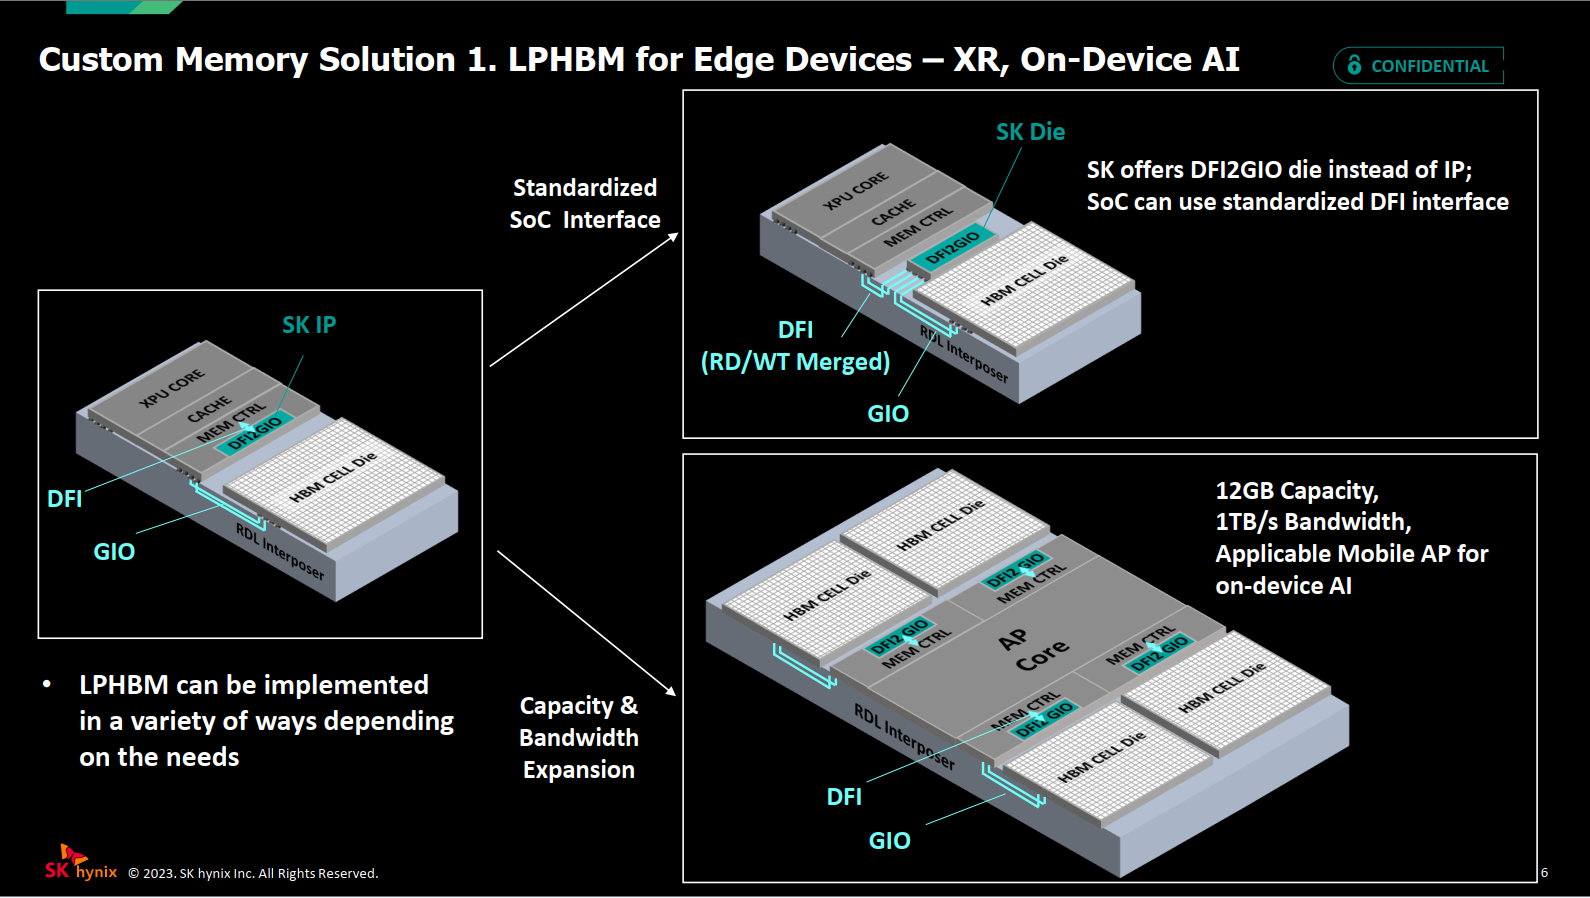 Custom Memory Solution 1. LPHBM for Edge Devices – XR, On-Device AI
CONFIDENTIAL
SK IP
XPU CORE
CACHE
MEM CTRL
DFI2GIO
HBM CELL Die
RDL Interposer
DFI
GIO
• LPHBM can be implemented
in a variety of ways depending
on the needs
Standardized
SoC Interface
SK Die
SK offers DFI2GIO die instead of IP;
SoC can use standardized DFI interface
XPU CORE
CACHE
MEM CTRL
DFI2GIO
HBM CELL Die
RDL Interposer
DFI
(RD/WT Merged)
GIO
Capacity &
Bandwidth
Expansion
12GB Capacity,
1TB/s Bandwidth,
Applicable Mobile AP for
on-device AI
HBM CELL Die
HBM CELL Die
DFI2 GIO
MEM CTRL
DFI2 GIO
MEM CTRL
AP
Core
MEM CTRL
DFI2 GIO
MEM CTRL
DFI2 GIO
HBM CELL Die
HBM CELL Die
RDL Interposer
DFI
GIO
SK hynix
© 2023. SK hynix Inc. All Rights Reserved.
6